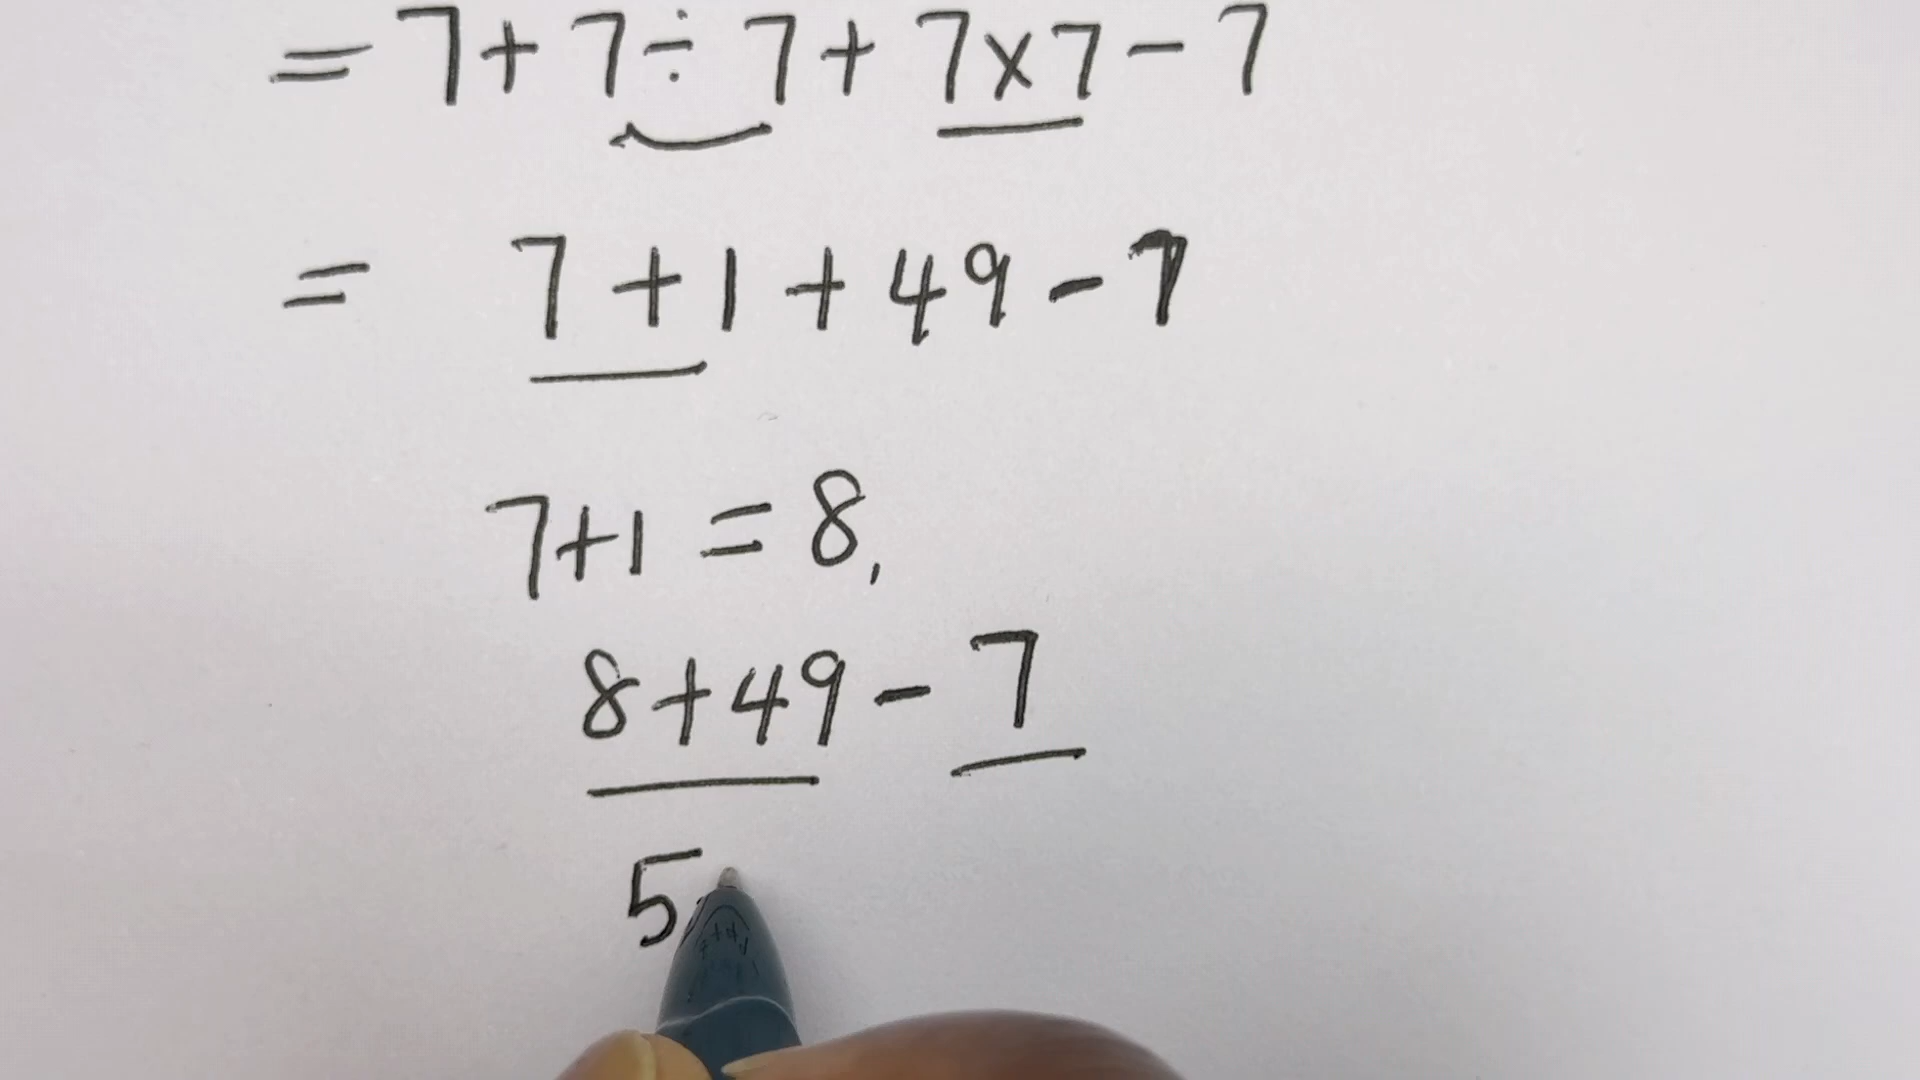 = 7 + 7 ÷ 7 + 7 × 7 - 7
= 7 + 1 + 49 - 7
7+1 = 8,
8+49 - 7
5